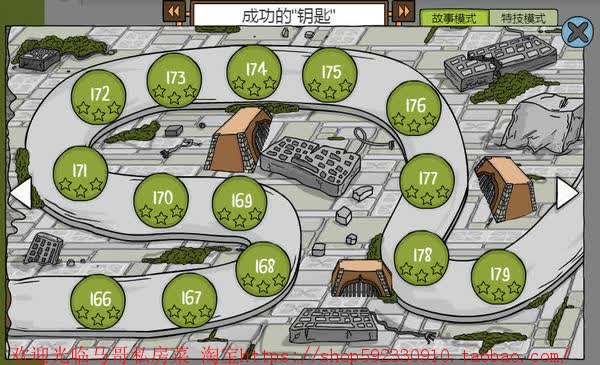 成功的"钥匙"
故事模式 特技模式
172 173 174 175 176
171 170 169 177
168 178 179
166 167
欢迎光临马哥私房菜 淘宝https://shop592330910.taobao.com/